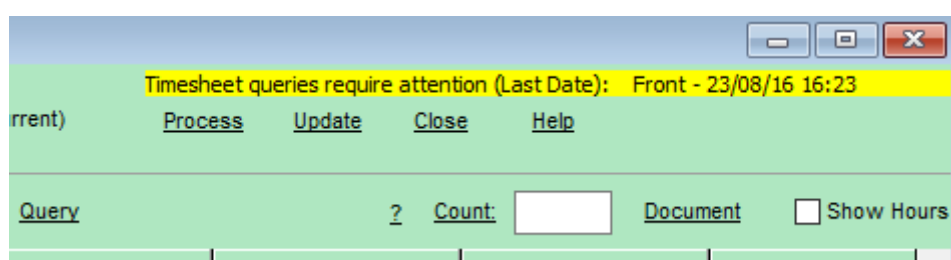 Timesheet queries require attention (Last Date): Front - 23/08/16 16:23
rrent) Process Update Close Help
Query ? Count: Document Show Hours